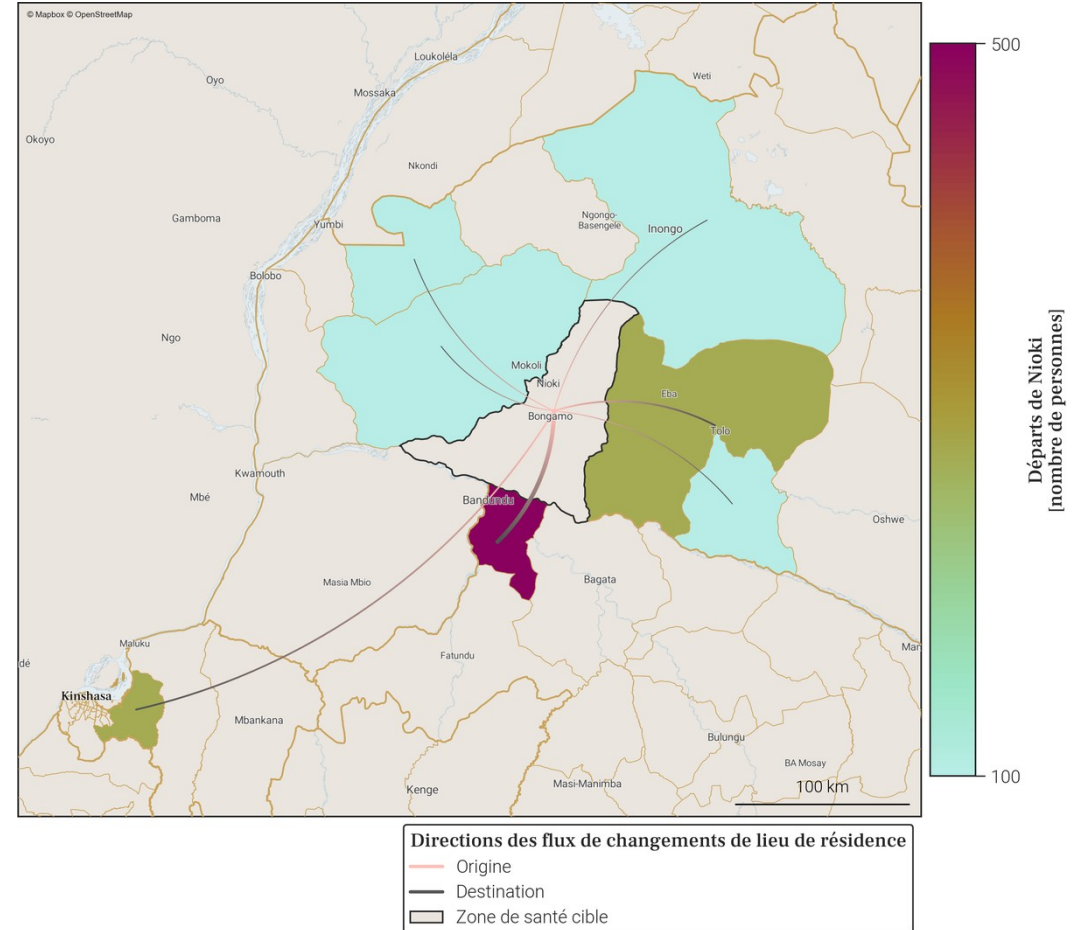 © Mapbox © OpenStreetMap
Loukoléla
Oyo
Weti
Mossaka
Okoyo
Nkondi
Gamboma
Yumbi
Ngongo-
Basengele
Inongo
Bolobo
Ngo
Mokoli
Nioki
Eba
Bongamo
Tolo
Kwamouth
Mbé
Bandundu
Oshwe
Masia Mbio
Bagata
Maluku
Fatundu
Man
dé
Kinshasa
Mbankana
Bulungu
BA Mosay
Kenge
Masi-Manimba
100 km
500
Départs de Nioki
[nombre de personnes]
100
Directions des flux de changements de lieu de résidence
Origine
Destination
Zone de santé cible